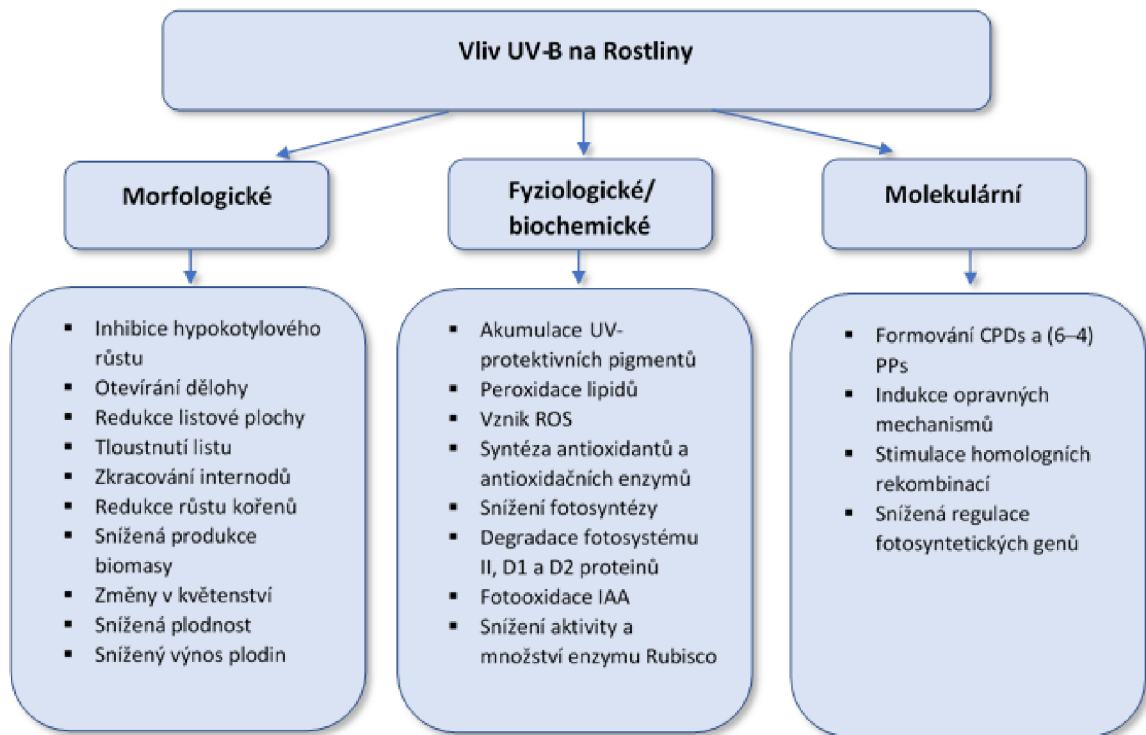 Vliv UV-B na Rostliny
Morfologické
▪ Inhibice hypokotylového
růstu
▪ Otevírání dělohy
▪ Redukce listové plochy
▪ Tloustnutí listu
▪ Zkracování internodů
▪ Redukce růstu kořenů
▪ Snížená produkce
biomasy
▪ Změny v květenství
▪ Snížená plodnost
▪ Snížený výnos plodin
Fyziologické/
biochemické
▪ Akumulace UV-
protektivních pigmentů
▪ Peroxidace lipidů
▪ Vznik ROS
▪ Syntéza antioxidantů a
antioxidačních enzymů
▪ Snížení fotosyntézy
▪ Degradace fotosystému
II, D1 a D2 proteinů
▪ Fotooxidace IAA
▪ Snížení aktivity a
množství enzymu Rubisco
Molekulární
▪ Formování CPDs a (6–4)
PPs
▪ Indukce opravných
mechanismů
▪ Stimulace homologních
rekombinací
▪ Snížená regulace
fotosyntetických genů